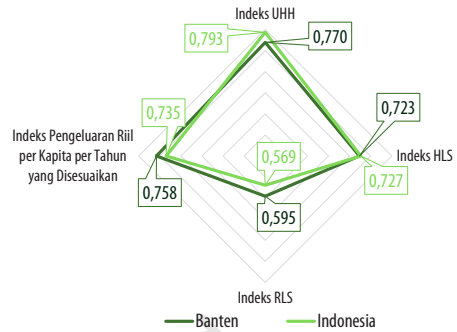 Indeks UHH
0,793
0,770
0,735
0,723
Indeks Pengeluaran Riil
per Kapita per Tahun
yang Disesuaikan
0,569
Indeks HLS
0,727
0,758
0,595
Indeks RLS
Banten
Indonesia